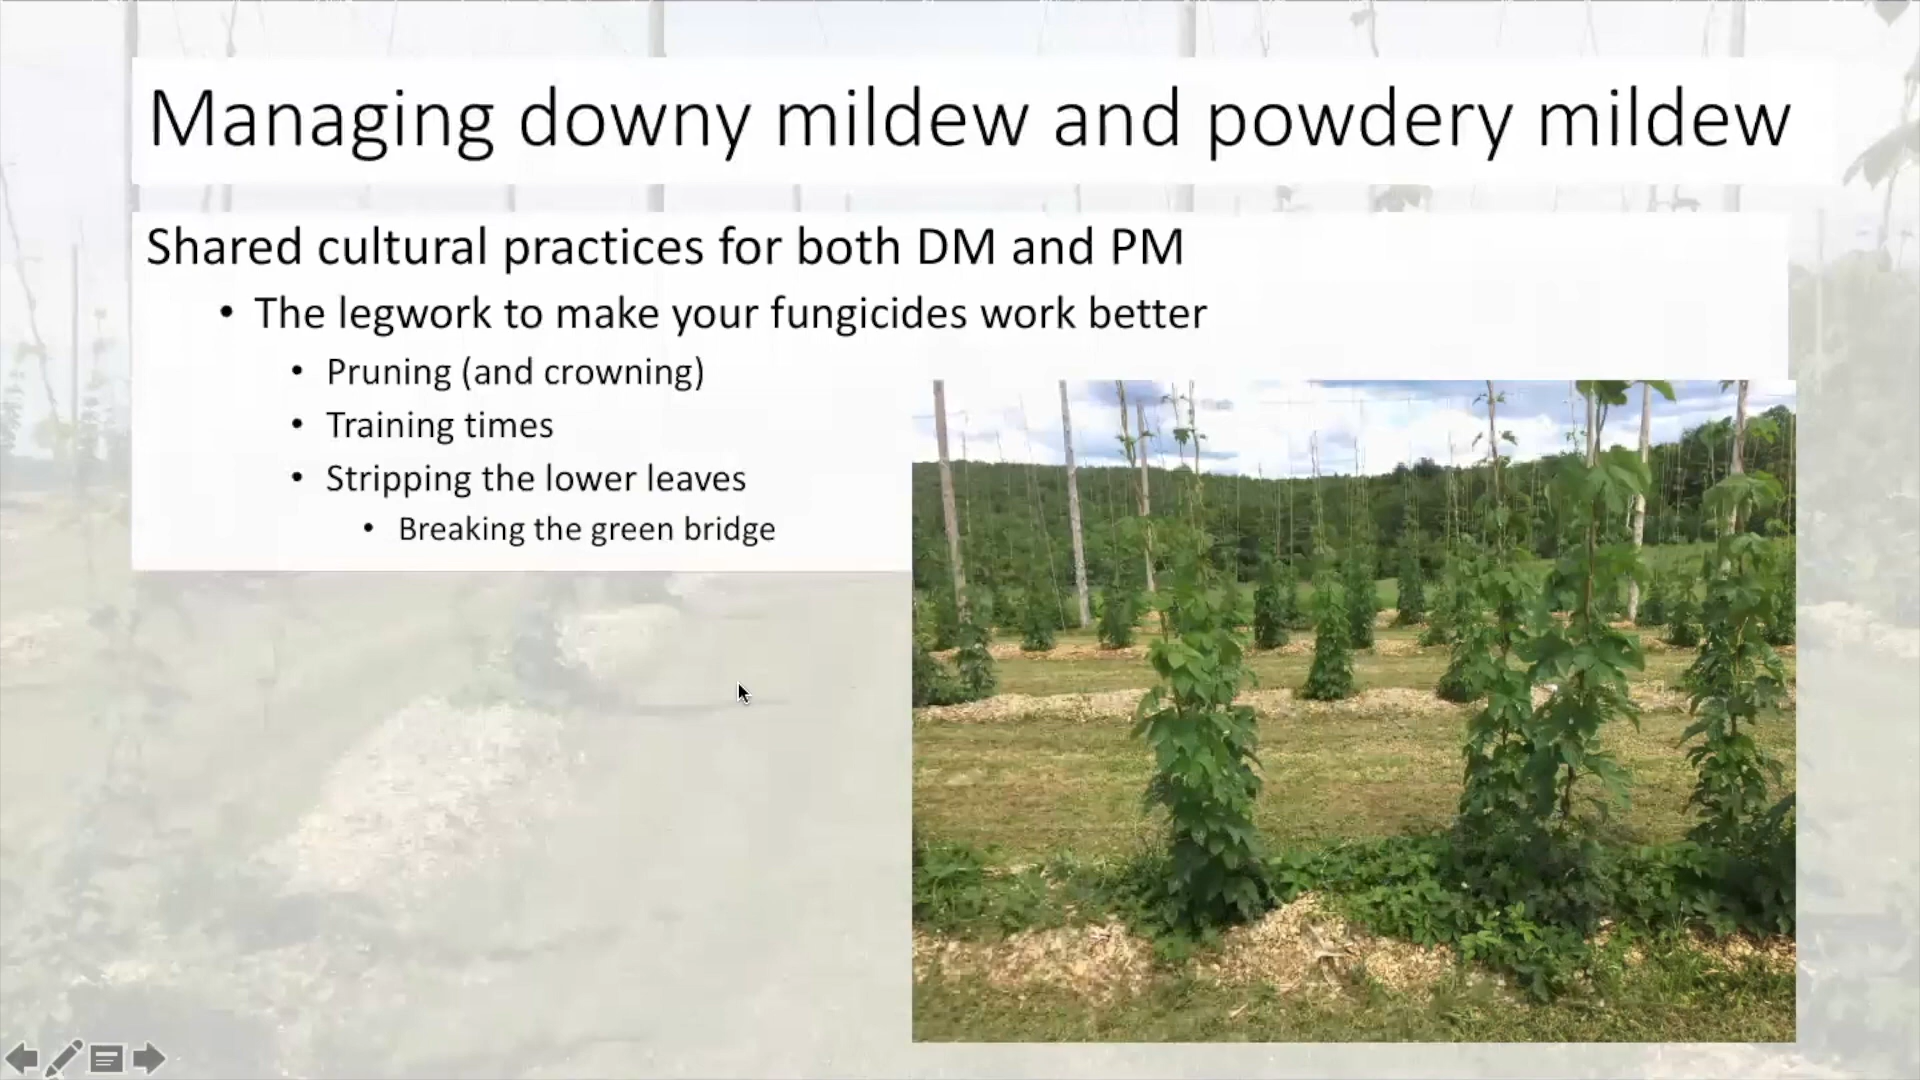 Managing downy mildew and powdery mildew
Shared cultural practices for both DM and PM
• The legwork to make your fungicides work better
• Pruning (and crowning)
• Training times
• Stripping the lower leaves
• Breaking the green bridge